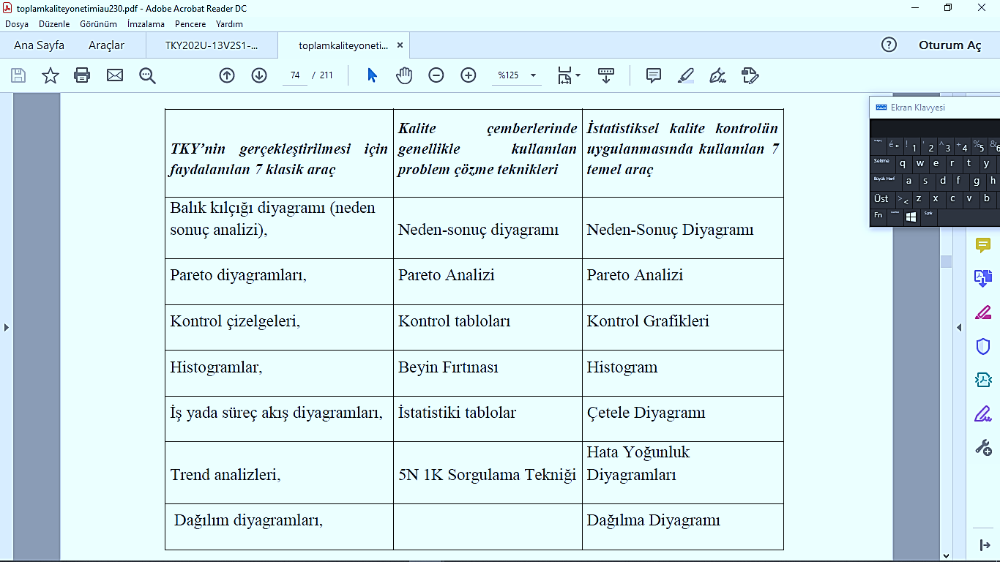 toplamkaliteyonetimiau230.pdf - Adobe Acrobat Reader DC
Dosya Düzenle Görünüm İmzalama Pencere Yardım
Ana Sayfa Araçlar TKY202U-13V2S1-... toplamkaliteyoneti... × Oturum Aç
74 / 211 %125
Ekran Klavyesi
é " ! 1 ' 2 ^ 3 + 4 % 5 & 6
Sekme q w e r t y
Büyük Harf a s d f g h
Üst > < z x c v b
Fn
TKY’nin gerçekleştirilmesi için
faydalanılan 7 klasik araç
Kalite çemberlerinde
genellikle kullanılan
problem çözme teknikleri
İstatistiksel kalite kontrolün
uygulanmasında kullanılan 7
temel araç
Balık kılçığı diyagramı (neden
sonuç analizi),
Neden-sonuç diyagramı
Neden-Sonuç Diyagramı
Pareto diyagramları,
Pareto Analizi
Pareto Analizi
Kontrol çizelgeleri,
Kontrol tabloları
Kontrol Grafikleri
Histogramlar,
Beyin Fırtınası
Histogram
İş yada süreç akış diyagramları,
İstatistiki tablolar
Çetele Diyagramı
Trend analizleri,
5N 1K Sorgulama Tekniği
Hata Yoğunluk
Diyagramları
Dağılım diyagramları,
Dağılma Diyagramı